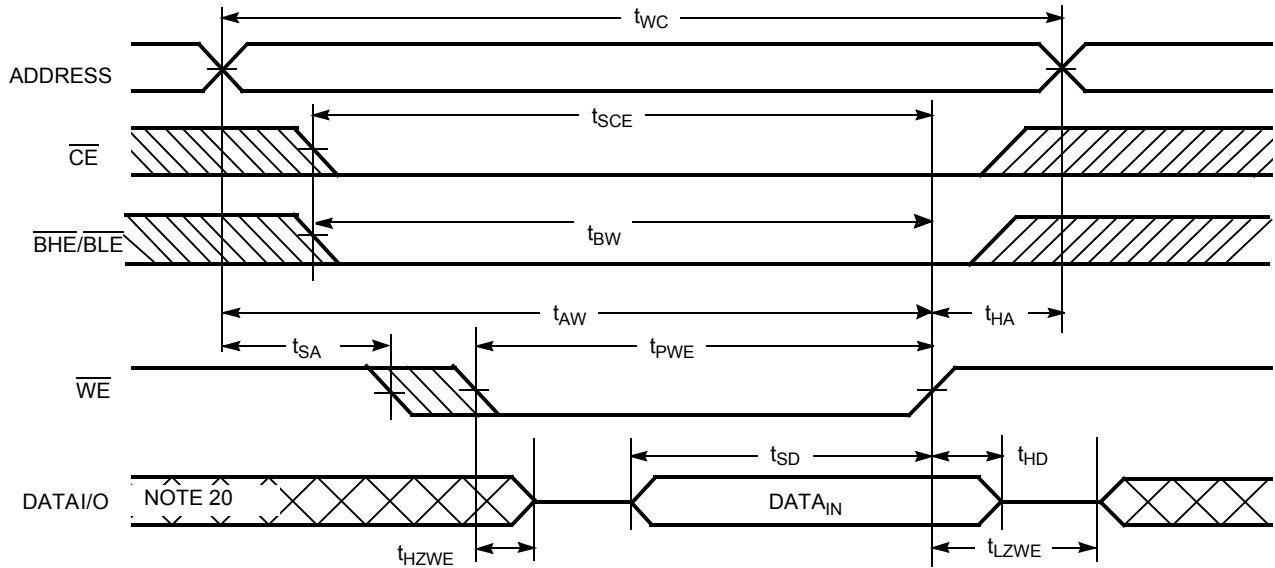 tWC
ADDRESS
tSCE
CE
tBW
BHE/BLE
tAW
tHA
tSA
tPWE
WE
tSD
tHD
DATAI/O
NOTE 20
DATAIN
tHZWE
tLZWE